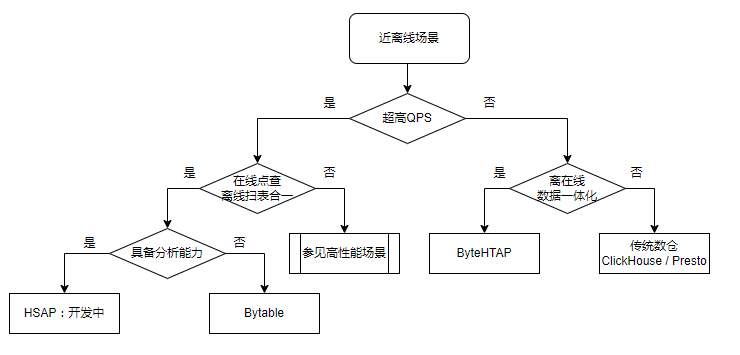 近离线场景
是
否
超高QPS
是
在线点查
离线扫表合一
否
是
离在线
数据一体化
否
是
具备分析能力
否
参见高性能场景
ByteHTAP
传统数仓
ClickHouse / Presto
HSAP：开发中
Bytable